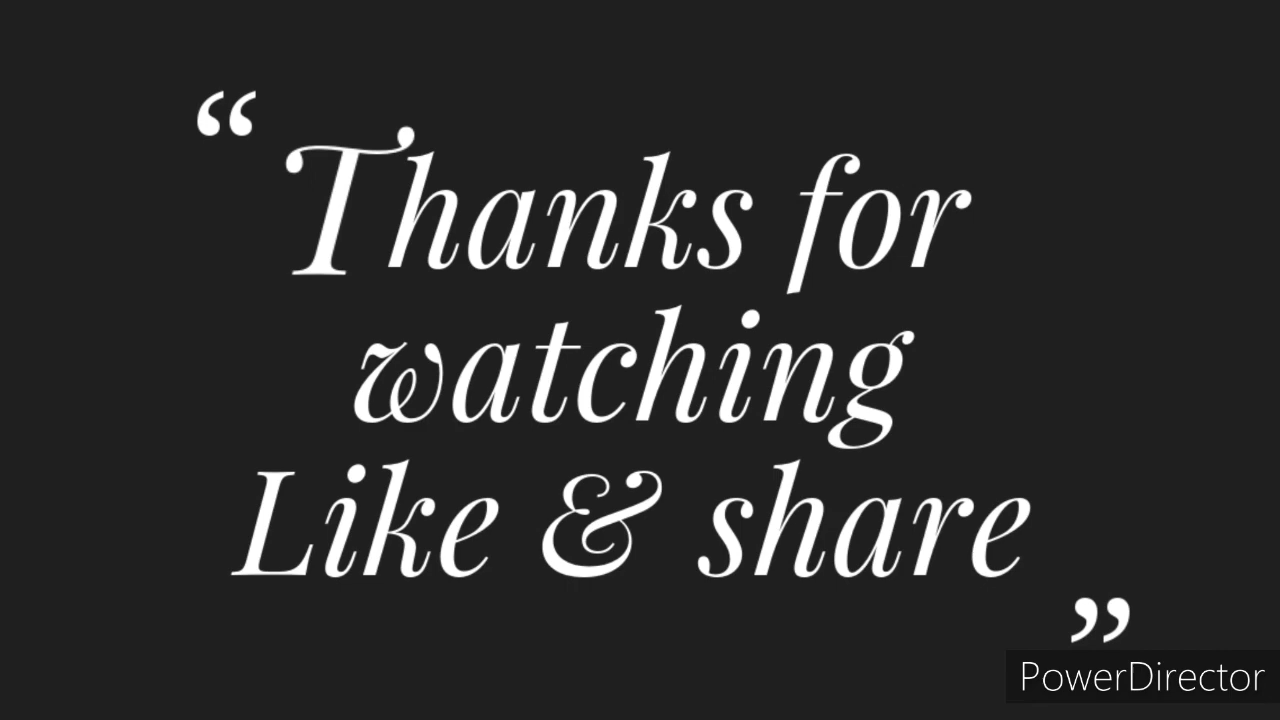 “ Thanks for
watching
Like & share ”
PowerDirector